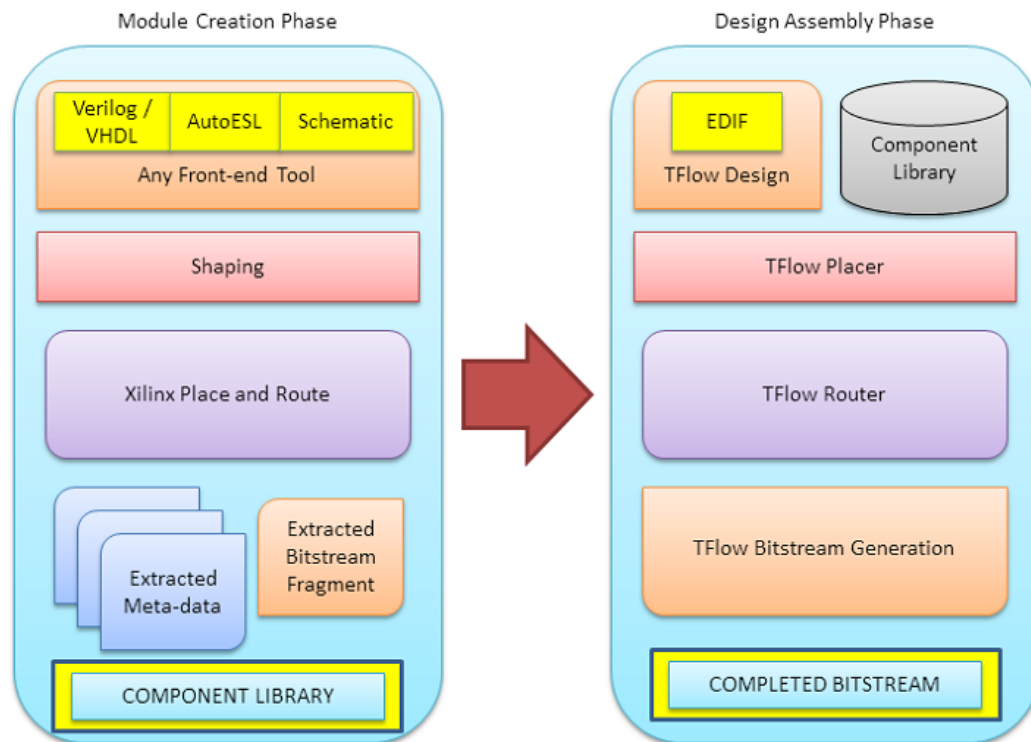 Module Creation Phase
Verilog /
VHDL
AutoESL
Schematic
Any Front-end Tool
Shaping
Xilinx Place and Route
Extracted
Meta-data
Extracted
Bitstream
Fragment
COMPONENT LIBRARY
Design Assembly Phase
EDIF
TFlow Design
Component
Library
TFlow Placer
TFlow Router
TFlow Bitstream Generation
COMPLETED BITSTREAM